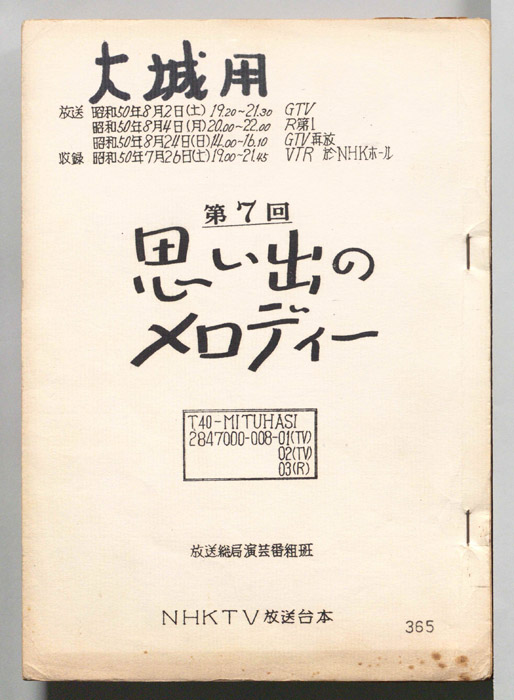 大城用
放送 昭和50年8月2日(土) 19.20~21.30 GTV
昭和50年8月4日(月)20.00~22.00 R第1
昭和50年8月24日(日)14.00~16.10 GTV再放
収録 昭和50年7月26日(土)19.00~21.45 VTR 於NHKホール
第7回
思い出の
メロディー
T40-MITUHASI
2847000-008-01(TV)
02(TV)
03(R)
放送総局演芸番組班
NHKTV放送台本
365